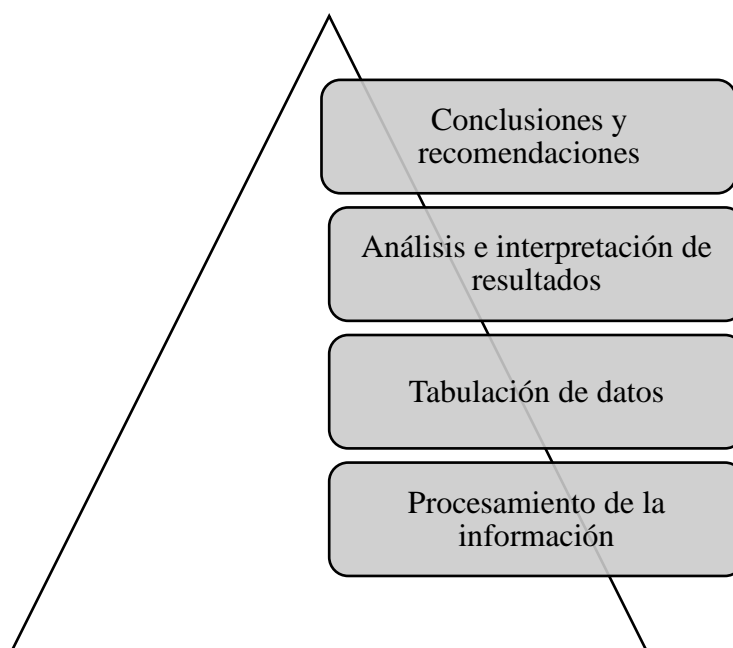 Conclusiones y
recomendaciones
Análisis e interpretación de
resultados
Tabulación de datos
Procesamiento de la
información